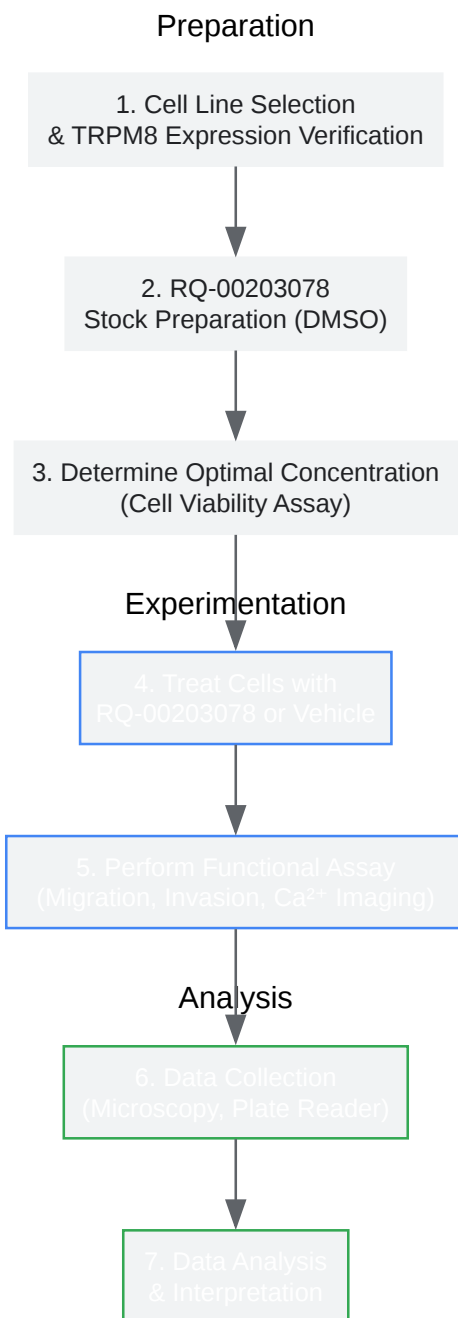 Preparation
1. Cell Line Selection
& TRPM8 Expression Verification
2. RQ-00203078
Stock Preparation (DMSO)
3. Determine Optimal Concentration
(Cell Viability Assay)
Experimentation
4. Treat Cells with
RQ-00203078 or Vehicle
5. Perform Functional Assay
(Migration, Invasion, Ca²⁺ Imaging)
Analysis
6. Data Collection
(Microscopy, Plate Reader)
7. Data Analysis
& Interpretation